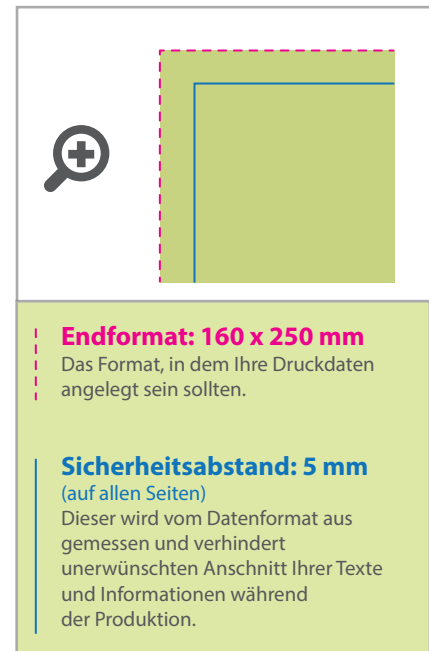 Endformat: 160 x 250 mm
Das Format, in dem Ihre Druckdaten
angelegt sein sollten.
Sicherheitsabstand: 5 mm
(auf allen Seiten)
Dieser wird vom Datenformat aus
gemessen und verhindert
unerwünschten Anschnitt Ihrer Texte
und Informationen während
der Produktion.